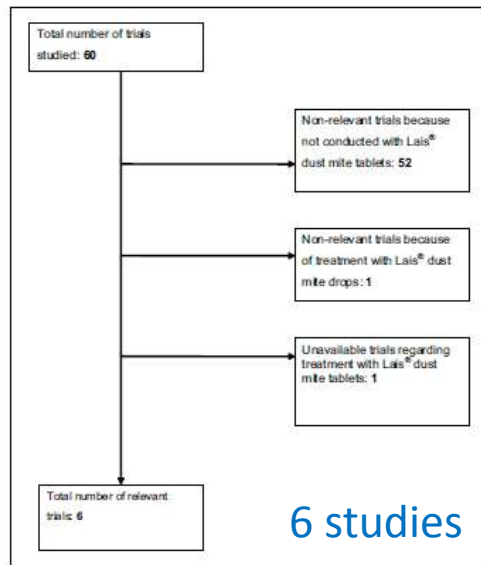 Total number of trials
studied: 60
Non-relevant trials because
not conducted with Lais®
dust mite tablets: 52
Non-relevant trials because
of treatment with Lais® dust
mite drops: 1
Unavailable trials regarding
treatment with Lais® dust
mite tablets: 1
Total number of relevant
trials: 6
6 studies